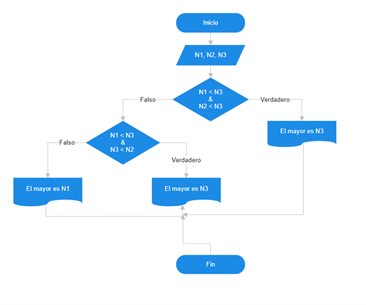 Inicio
N1, N2, N3
N1 < N3
&
N2 < N3
Falso
Verdadero
El mayor es N3
N1 < N3
&
N3 < N2
Falso
Verdadero
El mayor es N1
El mayor es N3
Fin